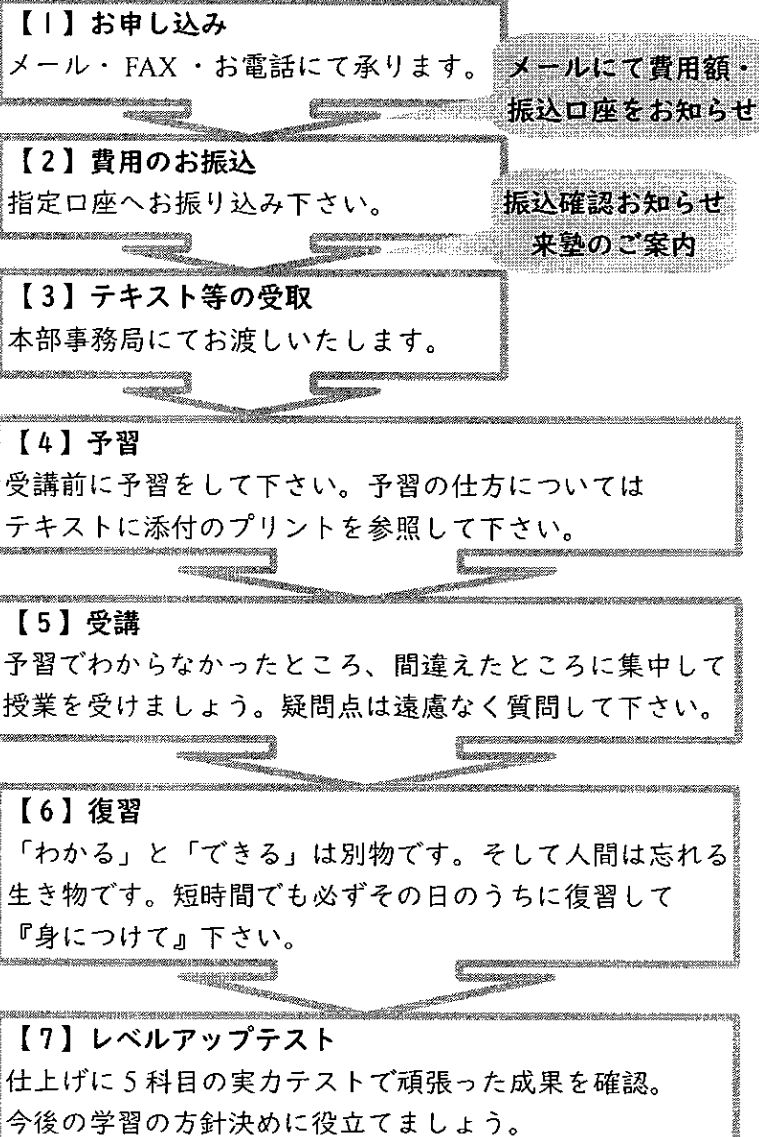 【1】お申し込み
メール・FAX・お電話にて承ります。
メールにて費用額・
振込口座をお知らせ
【2】費用のお振込
指定口座へお振り込み下さい。
振込確認お知らせ
来塾のご案内
【3】テキスト等の受取
本部事務局にてお渡しいたします。
【4】予習
受講前に予習をして下さい。予習の仕方については
テキストに添付のプリントを参照して下さい。
【5】受講
予習でわからなかったところ、間違えたところに集中して
授業を受けましょう。疑問点は遠慮なく質問して下さい。
【6】復習
「わかる」と「できる」は別物です。そして人間は忘れる
生き物です。短時間でも必ずその日のうちに復習して
『身につけて』下さい。
【7】レベルアップテスト
仕上げに5科目の実力テストで頑張った成果を確認。
今後の学習の方針決めに役立てましょう。